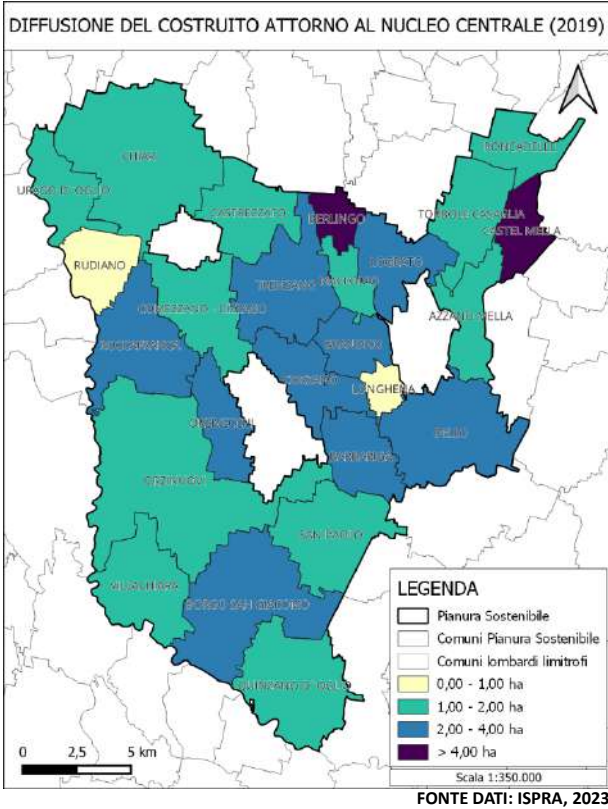 DIFFUSIONE DEL COSTRUITO ATTORNO AL NUCLEO CENTRALE (2019)
RONCADELLE
CHIARI
URAGO D'OGLIO
CASTREZZATO
BERLINGO
TORBOLE CASAGLIA
CASTEL MELLA
RUDIANO
TRENZANO
MACLODIO
LOGRATO
COMEZZANO - CIZZAGO
AZZANO MELLA
ROCCAFRANCA
BRANDICO
CORZANO
LONGHENA
ORZIVECCHI
DELLO
BARBARIGA
ORZINUOVI
SAN PAOLO
VILLACHIARA
BORGO SAN GIACOMO
QUINZANO D'OGLIO
LEGENDA
Pianura Sostenibile
Comuni Pianura Sostenibile
Comuni lombardi limitrofi
0,00 - 1,00 ha
1,00 - 2,00 ha
2,00 - 4,00 ha
> 4,00 ha
0 2,5 5 km
Scala 1:350.000
FONTE DATI: ISPRA, 2023